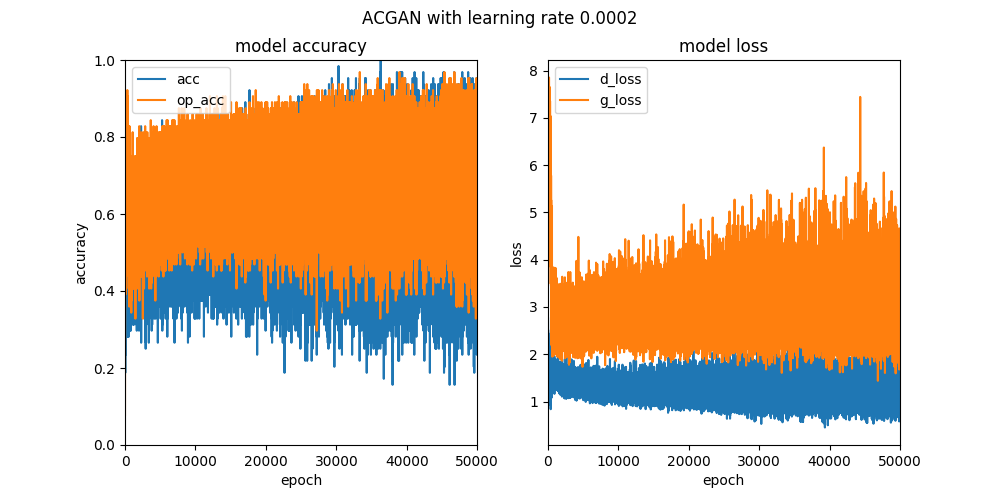 ACGAN with learning rate 0.0002
model accuracy
acc
op_acc
accuracy
1.0
0.8
0.6
0.4
0.2
0.0
0 10000 20000 30000 40000 50000
epoch
model loss
d_loss
g_loss
loss
8
7
6
5
4
3
2
1
0 10000 20000 30000 40000 50000
epoch